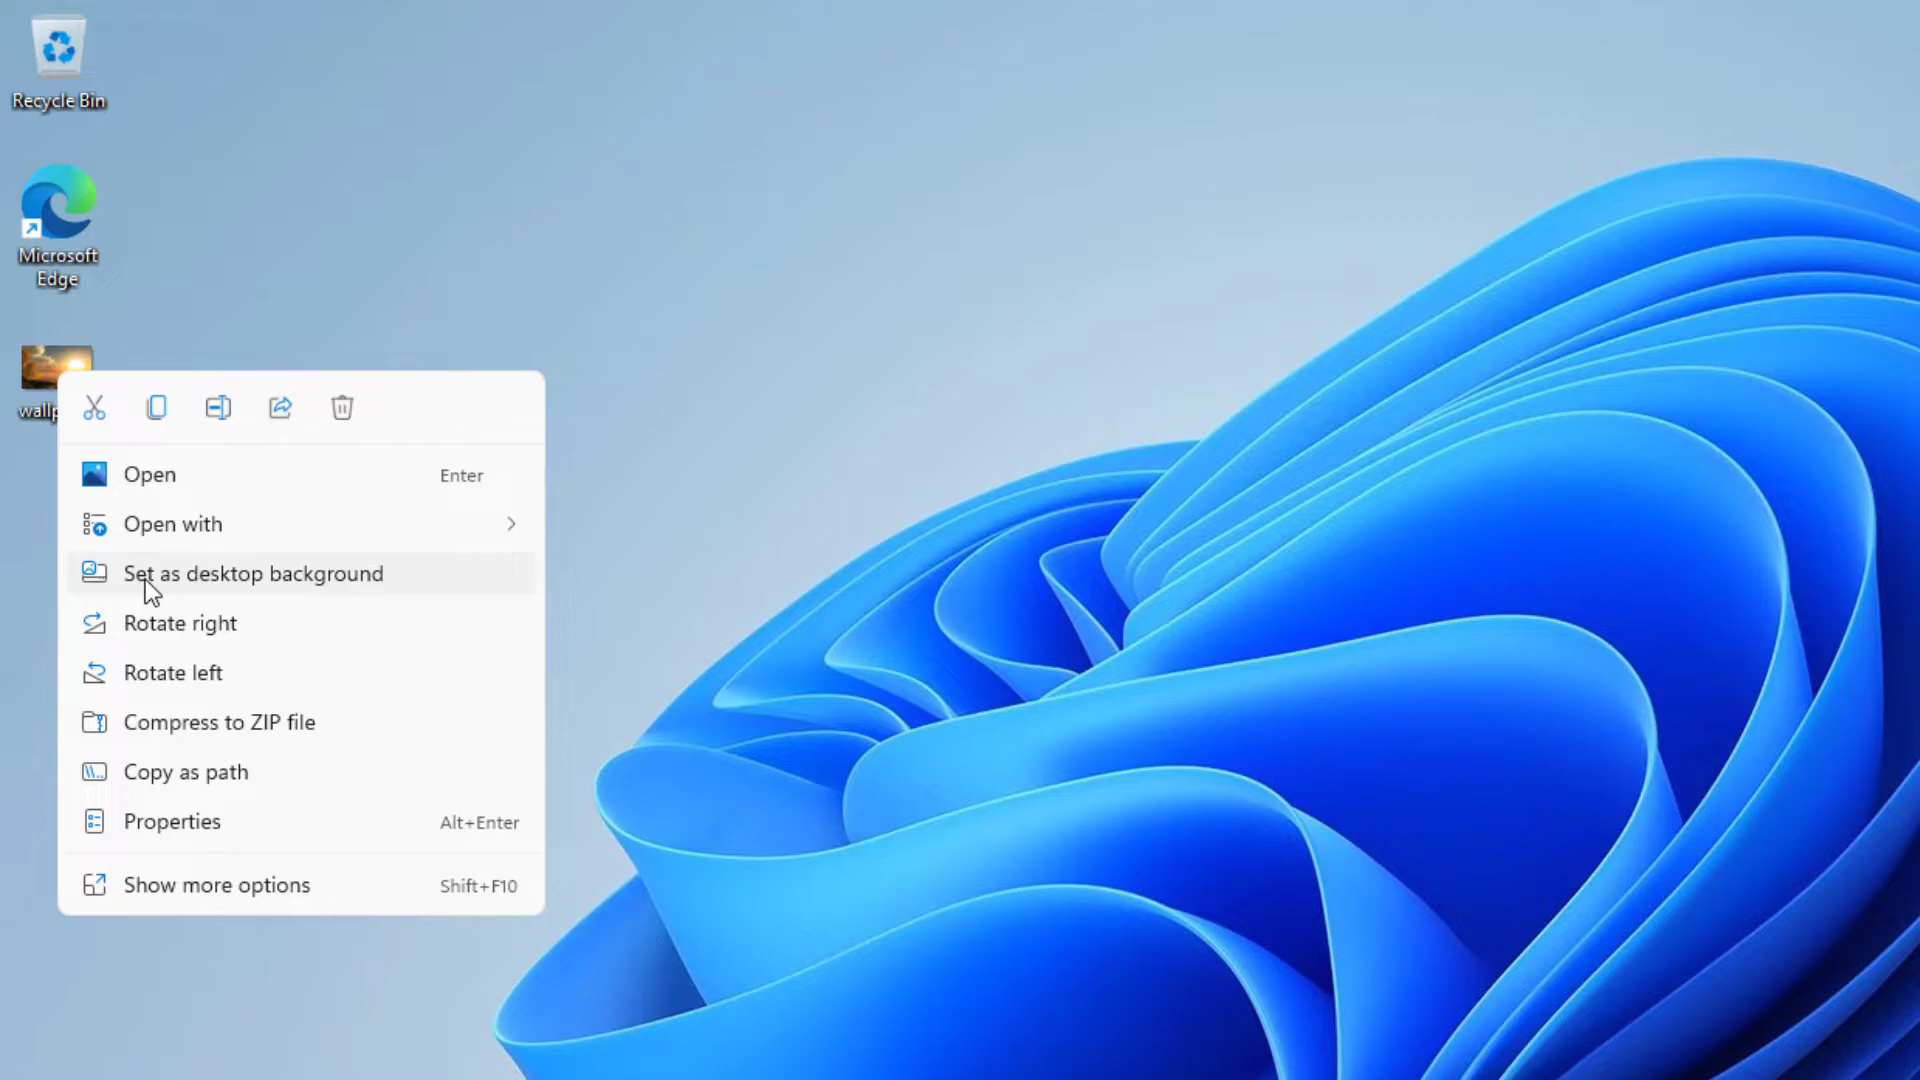 Recycle Bin
Microsoft
Edge
Open Enter
Open with
Set as desktop background
Rotate right
Rotate left
Compress to ZIP file
Copy as path
Properties Alt+Enter
Show more options Shift+F10